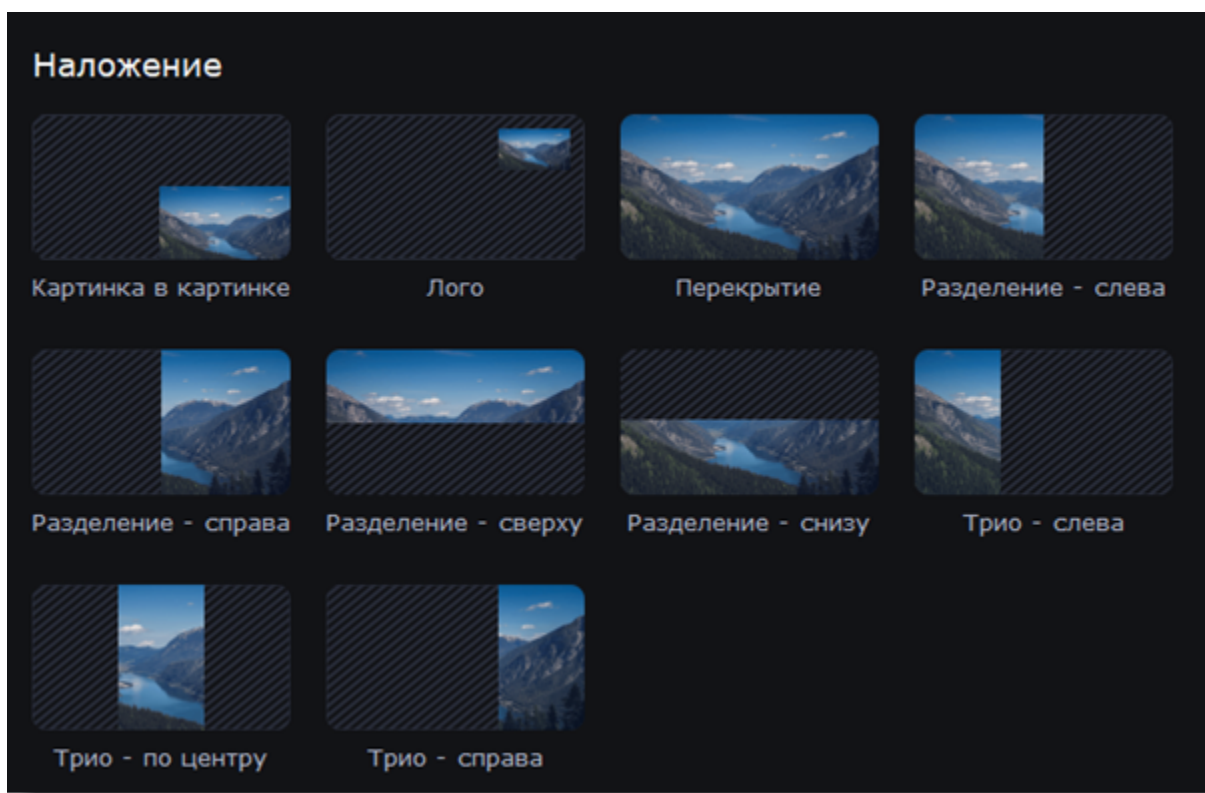 Наложение
Картинка в картинке
Лого
Перекрытие
Разделение - слева
Разделение - справа
Разделение - сверху
Разделение - снизу
Трио - слева
Трио - по центру
Трио - справа